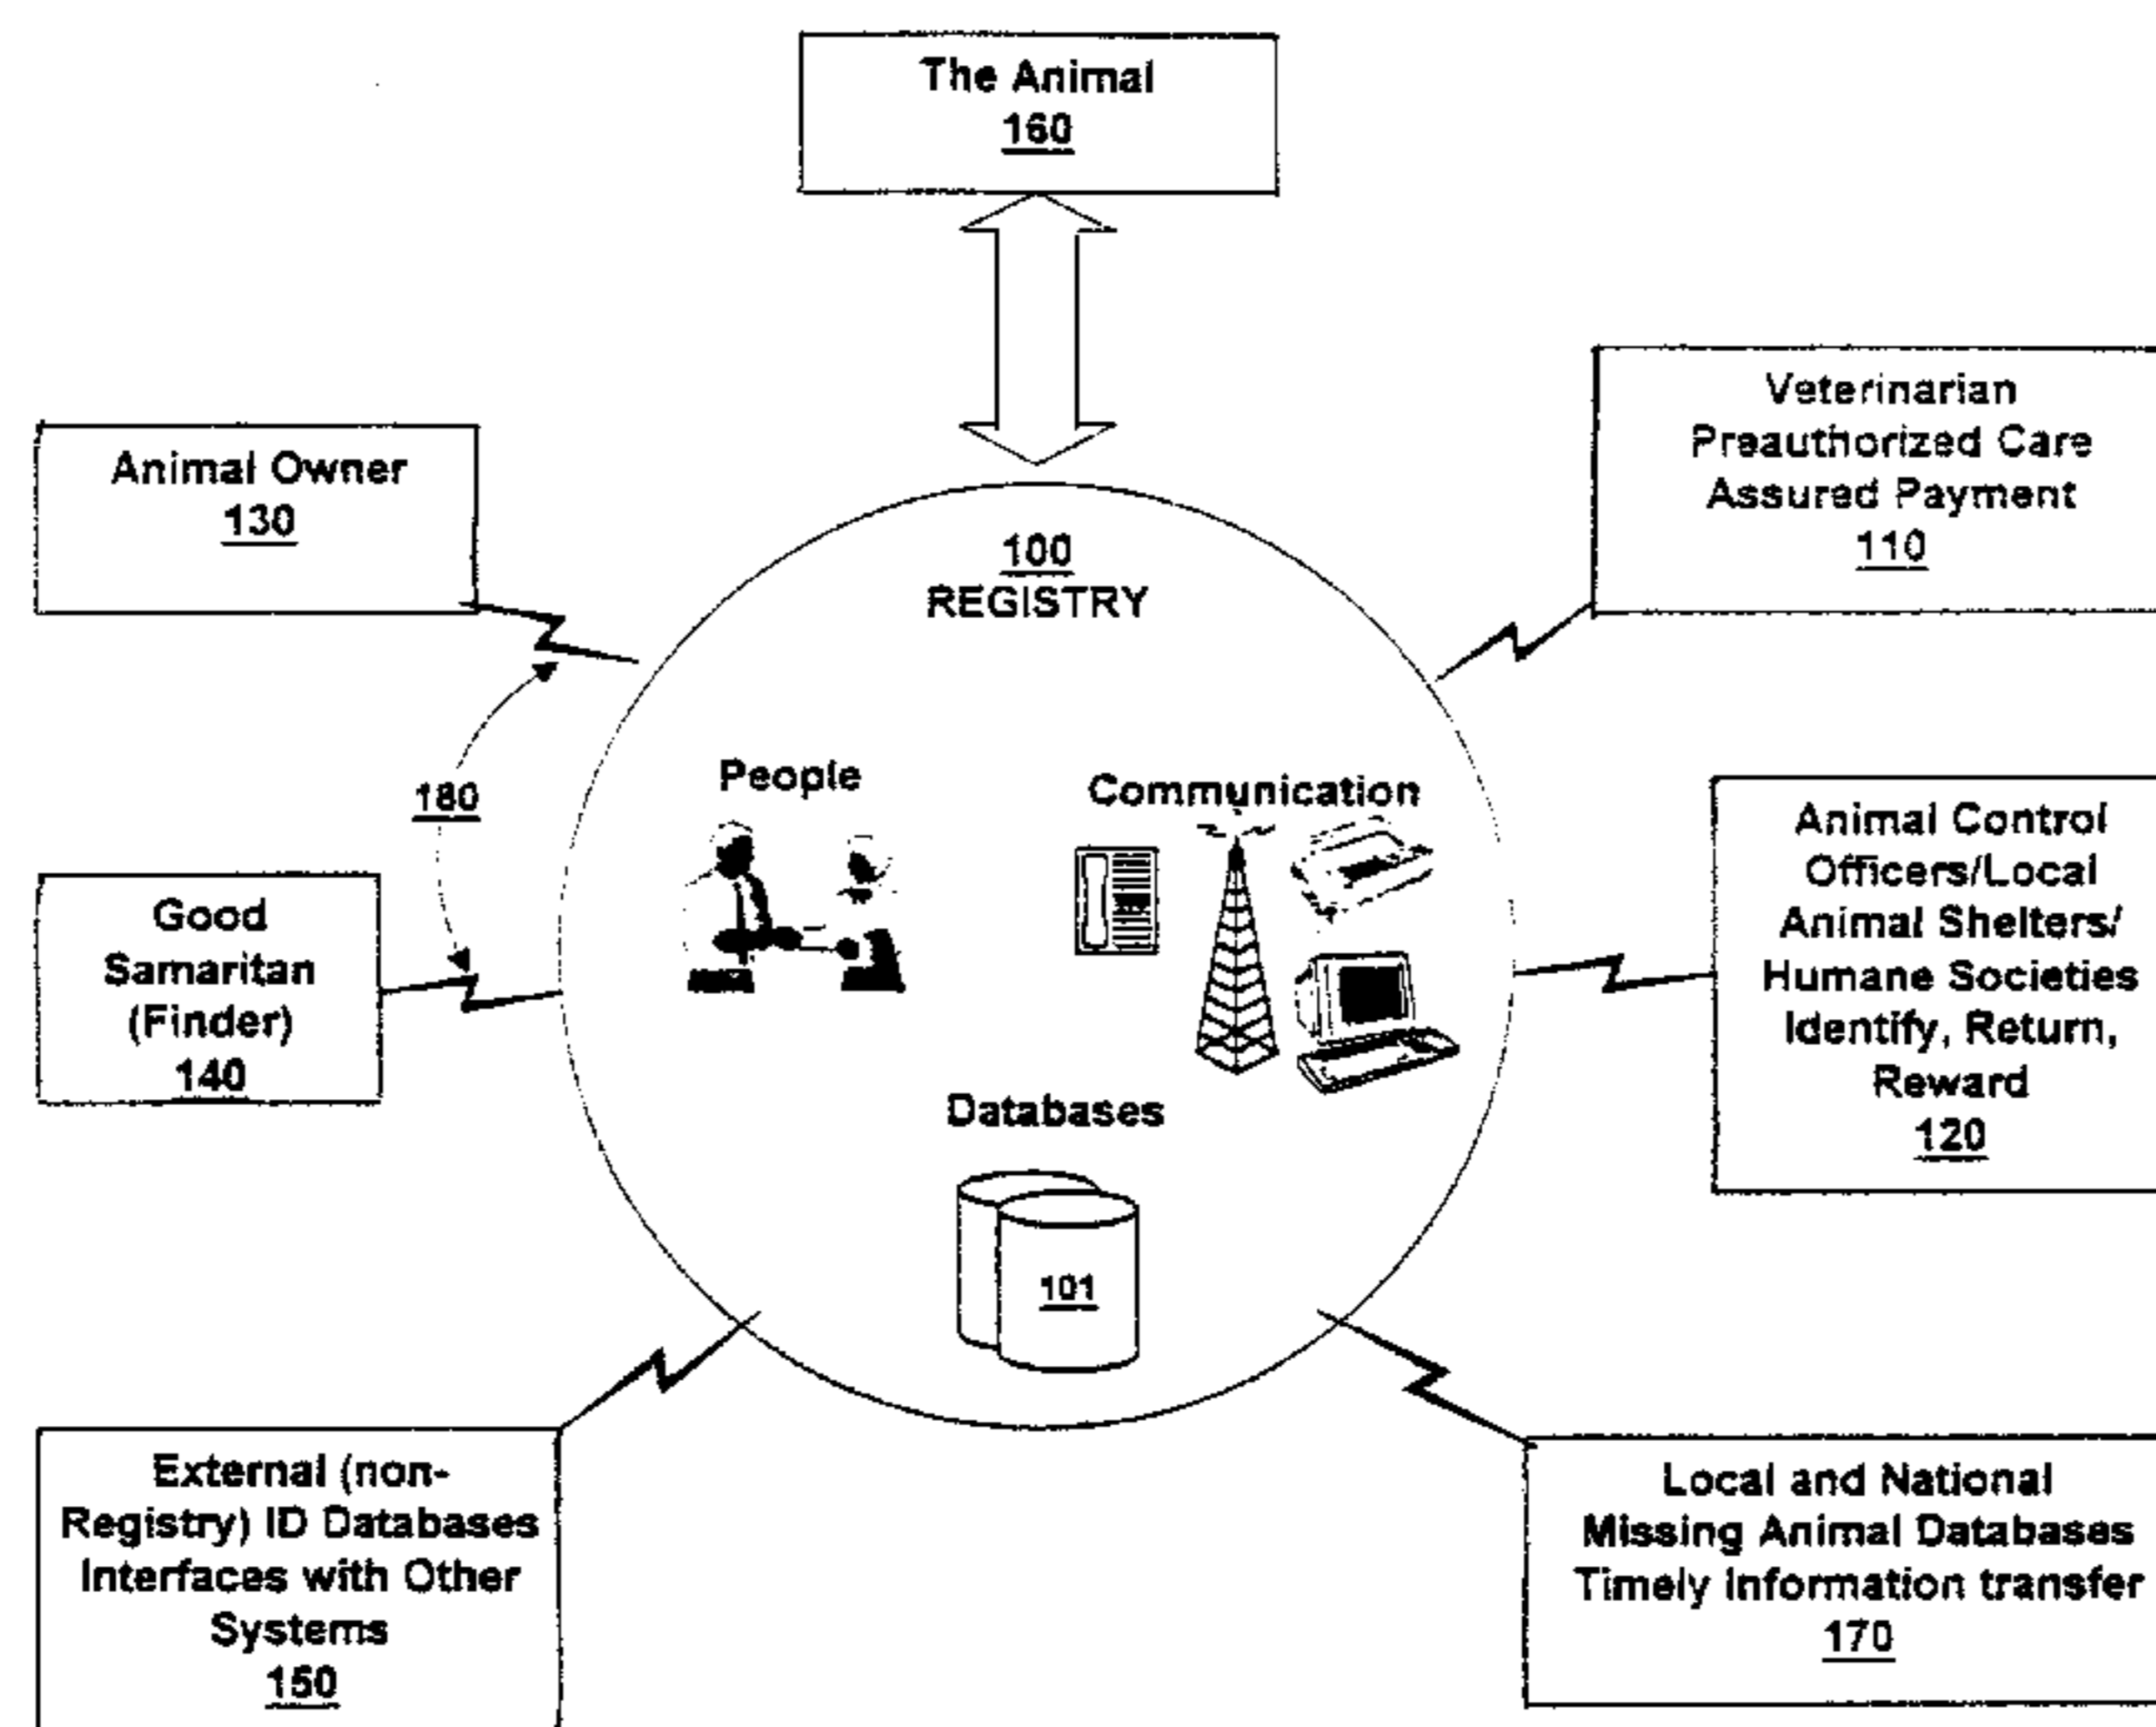 The Animal
160
Animal Owner
130
Veterinarian
Preauthorized Care
Assured Payment
110
100
REGISTRY
People
Communication
180
Good
Samaritan
(Finder)
140
Animal Control
Officers/Local
Animal Shelters/
Humane Societies
Identify, Return,
Reward
120
Databases
101
External (non-
Registry) ID Databases
Interfaces with Other
Systems
150
Local and National
Missing Animal Databases
Timely Information transfer
170